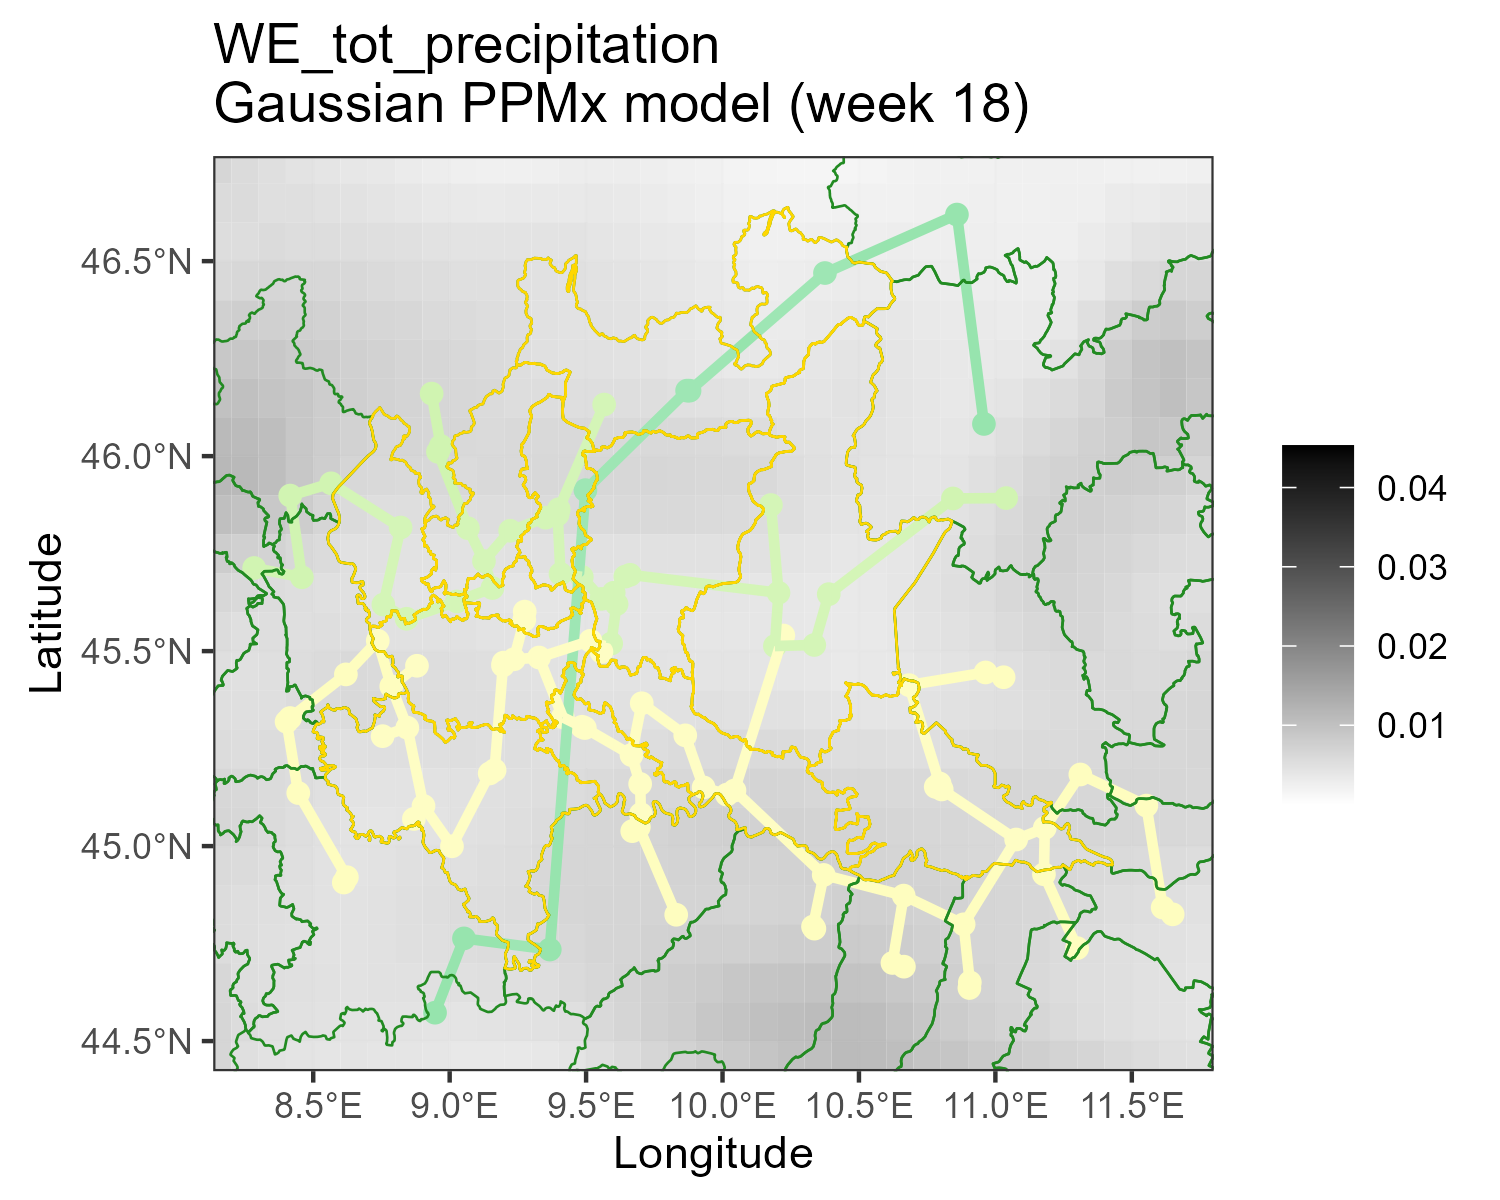 WE_tot_precipitation
Gaussian PPMx model (week 18)
46.5°N
46.0°N
45.5°N
45.0°N
44.5°N
Latitude
8.5°E 9.0°E 9.5°E 10.0°E 10.5°E 11.0°E 11.5°E
Longitude
0.04
0.03
0.02
0.01